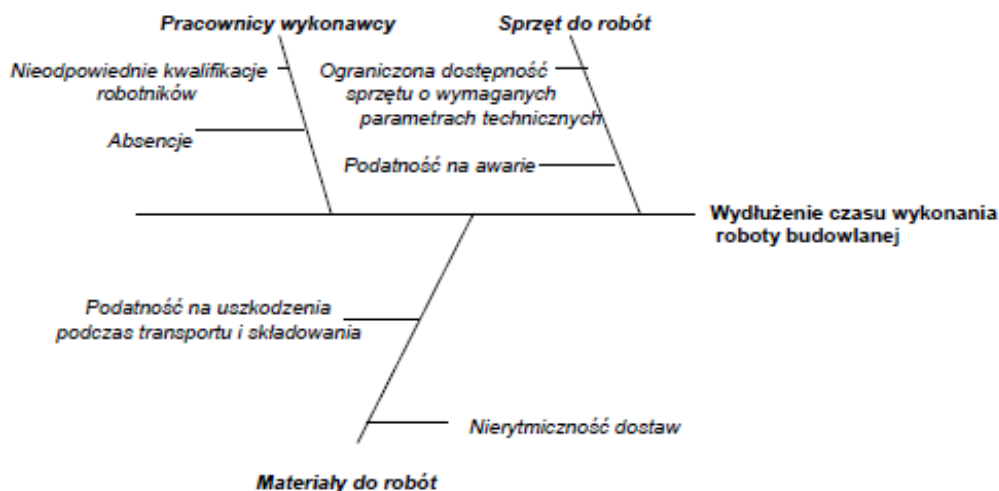 Pracownicy wykonawcy
Nieodpowiednie kwalifikacje
robotników
Absencje
Sprzęt do robót
Ograniczona dostępność
sprzętu o wymaganych
parametrach technicznych
Podatność na awarie
Wydłużenie czasu wykonania
roboty budowlanej
Podatność na uszkodzenia
podczas transportu i składowania
Nierytmiczność dostaw
Materiały do robót